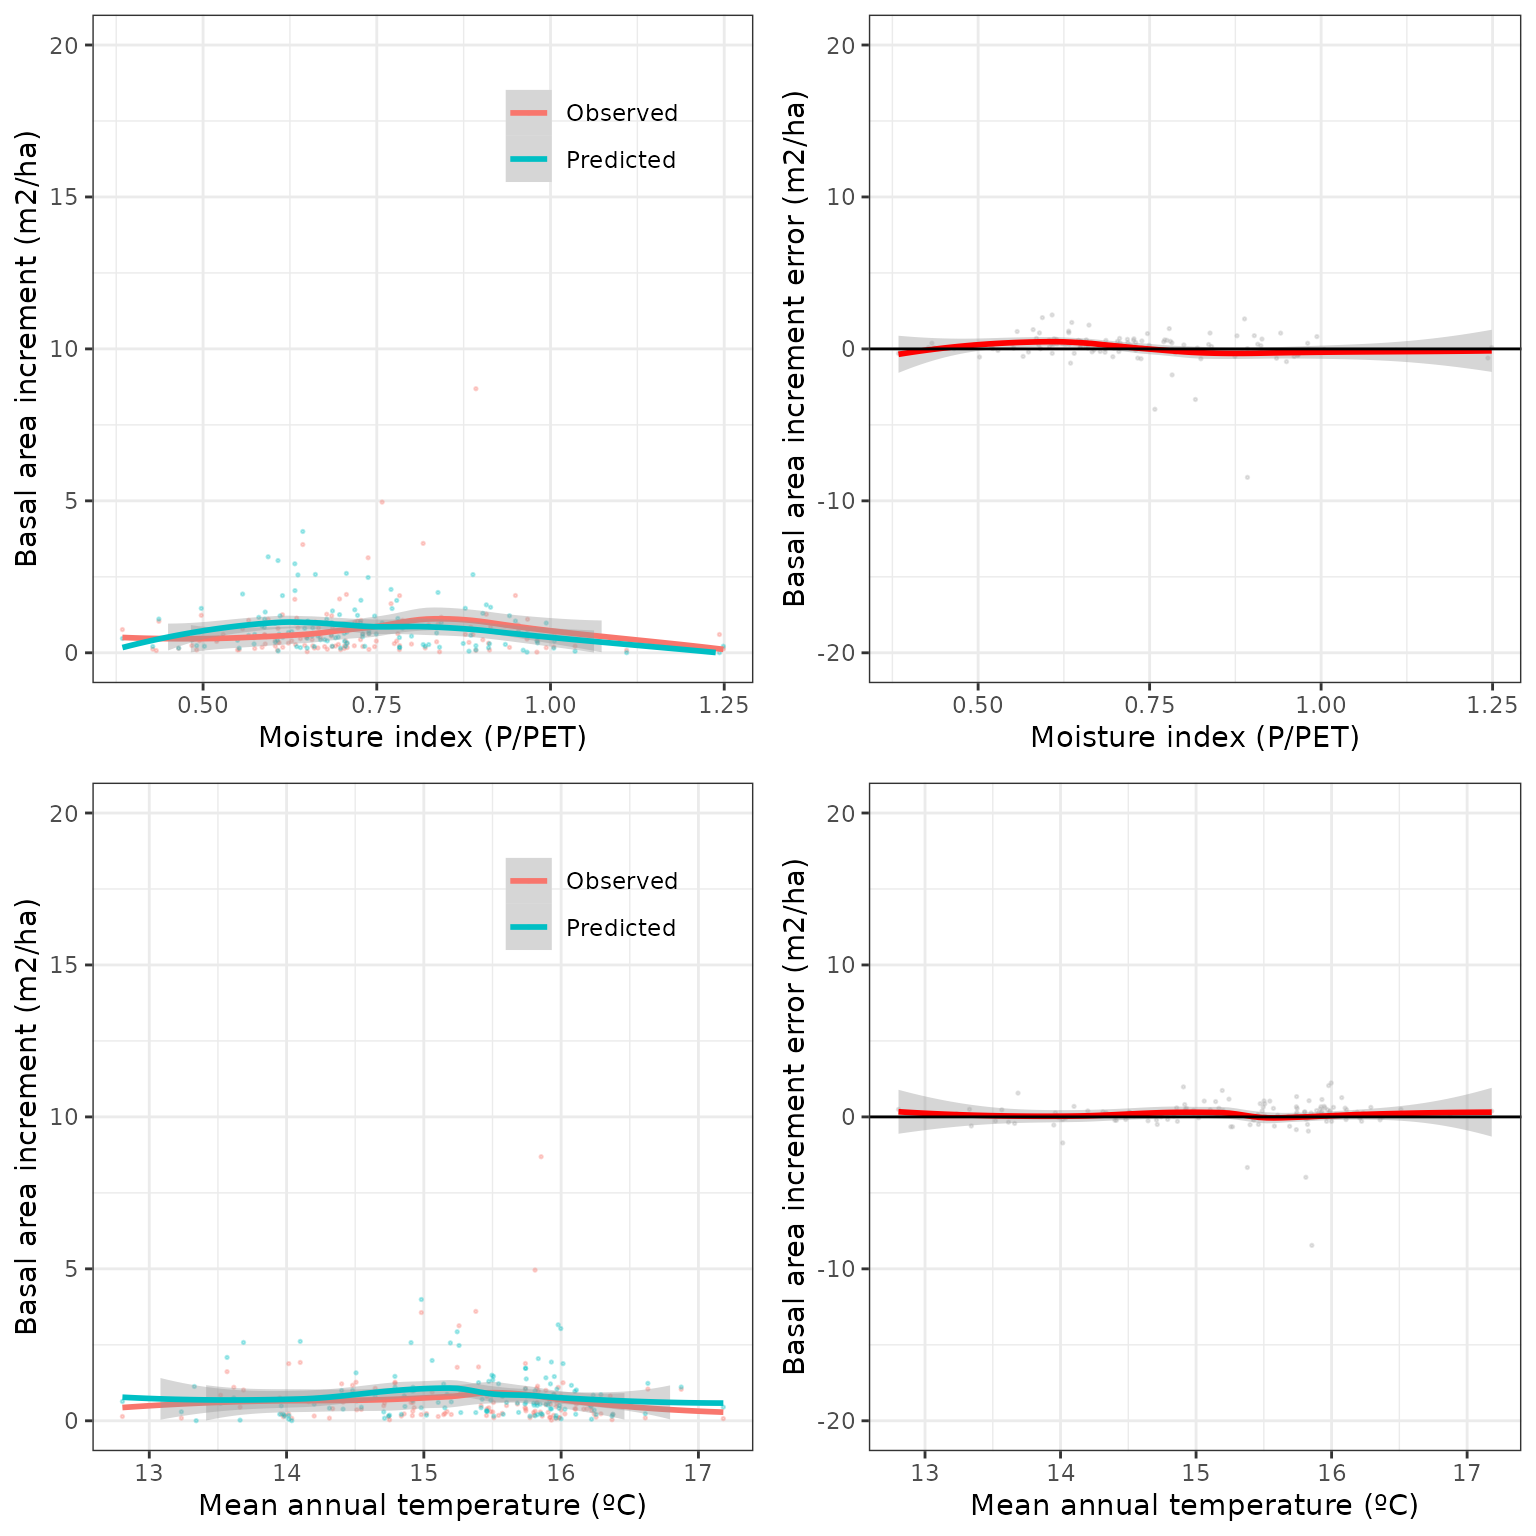 Basal area increment (m2/ha)
20
15
10
5
0
Observed
Predicted
0.50 0.75 1.00 1.25
Moisture index (P/PET)
Basal area increment error (m2/ha)
20
10
0
-10
-20
0.50 0.75 1.00 1.25
Moisture index (P/PET)
Basal area increment (m2/ha)
20
15
10
5
0
Observed
Predicted
13 14 15 16 17
Mean annual temperature (ºC)
Basal area increment error (m2/ha)
20
10
0
-10
-20
13 14 15 16 17
Mean annual temperature (ºC)